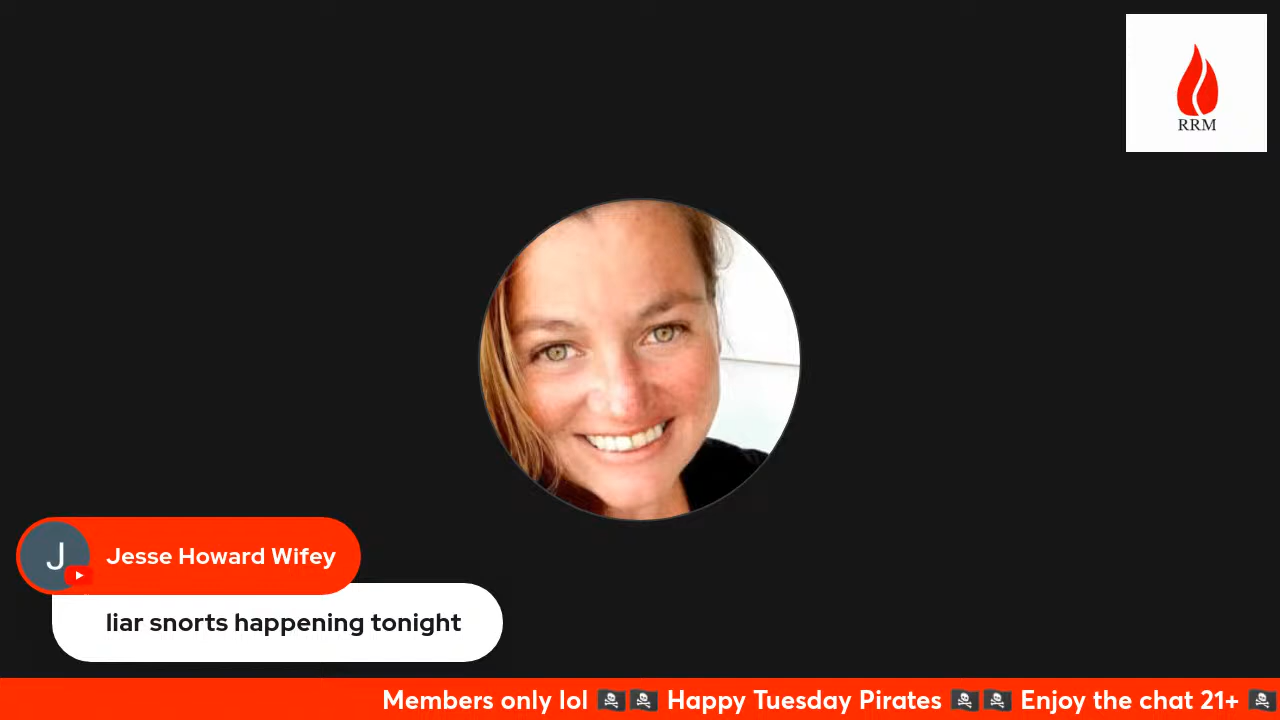 RRM
J
Jesse Howard Wifey
liar snorts happening tonight
Members only lol 🏴‍☠️🏴‍☠️ Happy Tuesday Pirates 🏴‍☠️🏴‍☠️ Enjoy the chat 21+ 🏴‍☠️